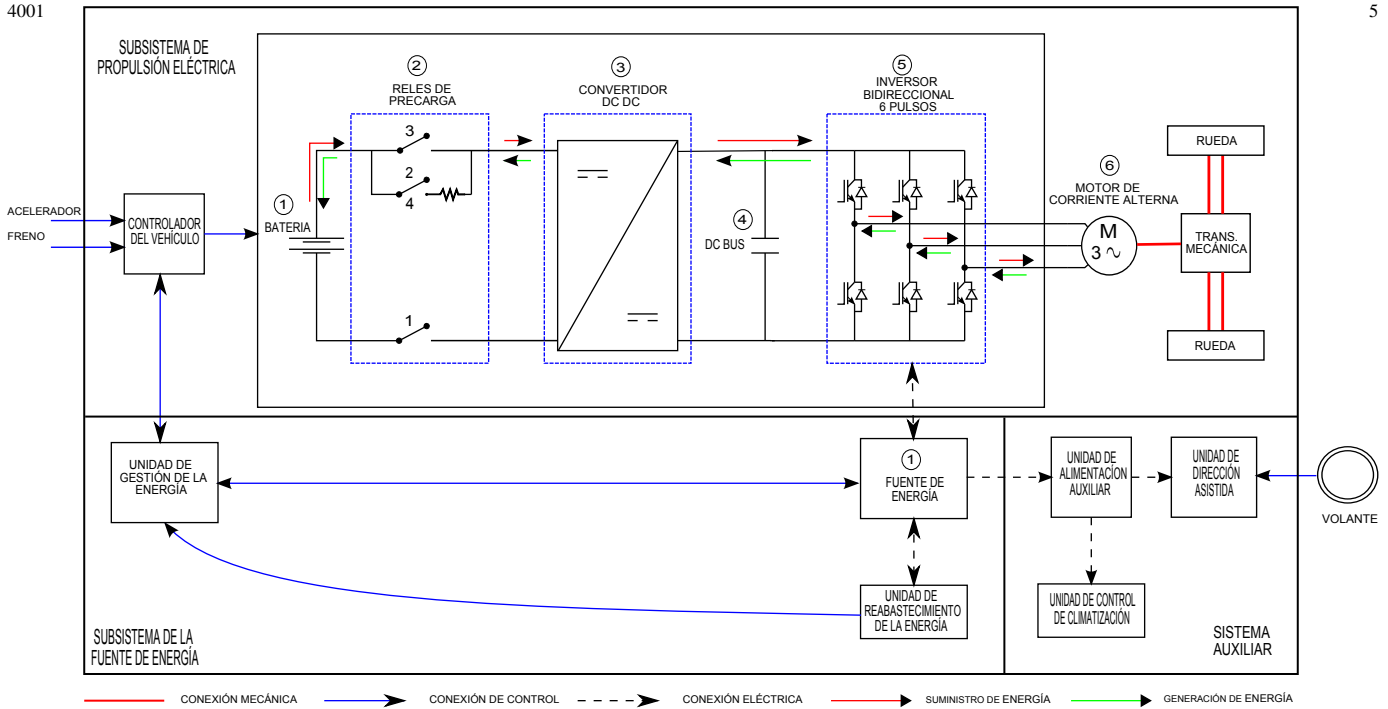 4001
5
SUBSISTEMA DE
PROPULSIÓN ELÉCTRICA
2
RELES DE
PRECARGA
3
CONVERTIDOR
DC DC
5
INVERSOR
BIDIRECCIONAL
6 PULSOS
3
2
4
1
1
BATERIA
4
DC BUS
6
MOTOR DE
CORRIENTE ALTERNA
M
3 ∿
RUEDA
TRANS.
MECÁNICA
RUEDA
ACELERADOR
FRENO
CONTROLADOR
DEL VEHÍCULO
UNIDAD DE
GESTIÓN DE LA
ENERGÍA
1
FUENTE DE
ENERGÍA
UNIDAD DE
ALIMENTACÍON
AUXILIAR
UNIDAD DE
DIRECCIÓN
ASISTIDA
VOLANTE
UNIDAD DE
REABASTECIMIENTO
DE LA ENERGÍA
UNIDAD DE CONTROL
DE CLIMATIZACIÓN
SUBSISTEMA DE LA
FUENTE DE ENERGÍA
SISTEMA
AUXILIAR
CONEXIÓN MECÁNICA
CONEXIÓN DE CONTROL
CONEXIÓN ELÉCTRICA
SUMINISTRO DE ENERGÍA
GENERACIÓN DE ENERGÍA